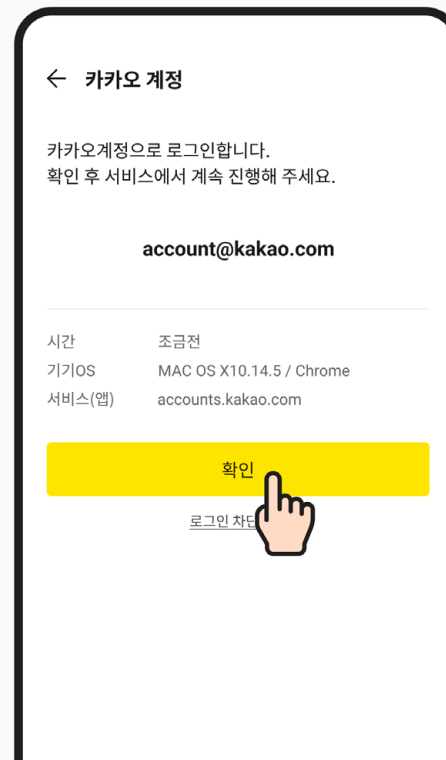 ← 카카오 계정
카카오계정으로 로그인합니다.
확인 후 서비스에서 계속 진행해 주세요.
account@kakao.com
시간 조금전
기기OS MAC OS X10.14.5 / Chrome
서비스(앱) accounts.kakao.com
확인
로그인